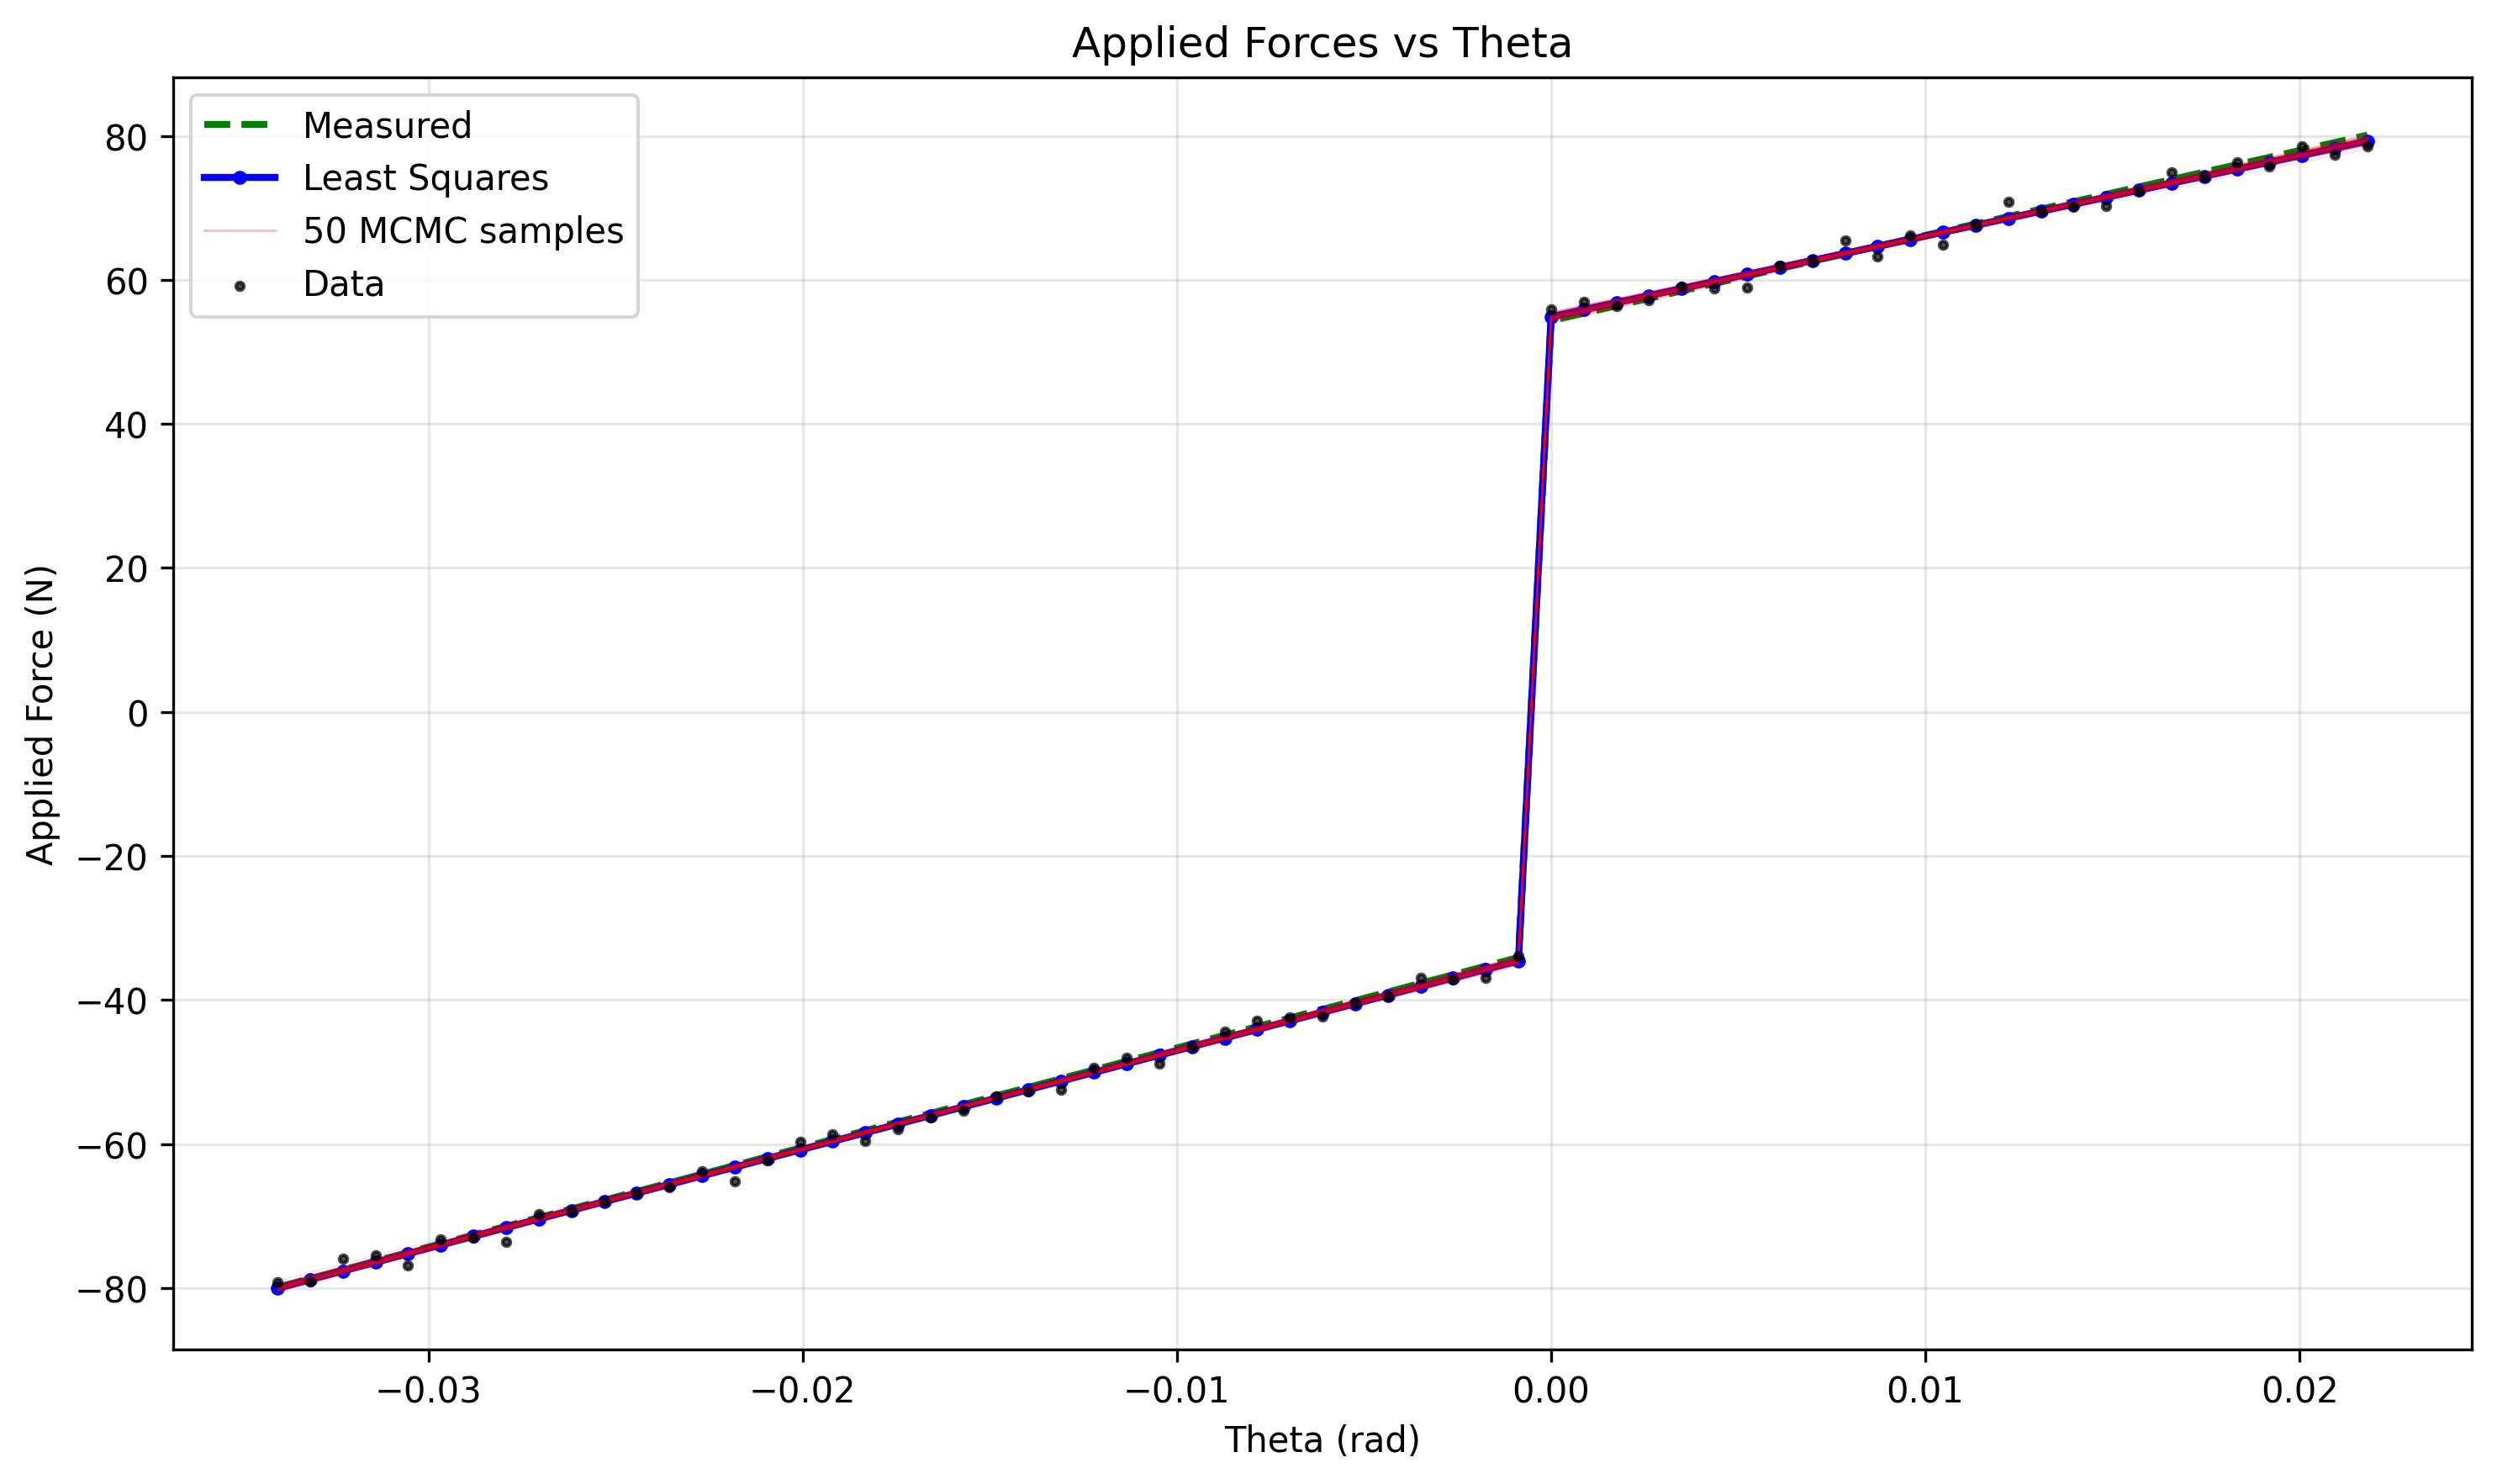 Applied Forces vs Theta
Measured
Least Squares
50 MCMC samples
Data
Applied Force (N)
80
60
40
20
0
−20
−40
−60
−80
−0.03
−0.02
−0.01
0.00
0.01
0.02
Theta (rad)